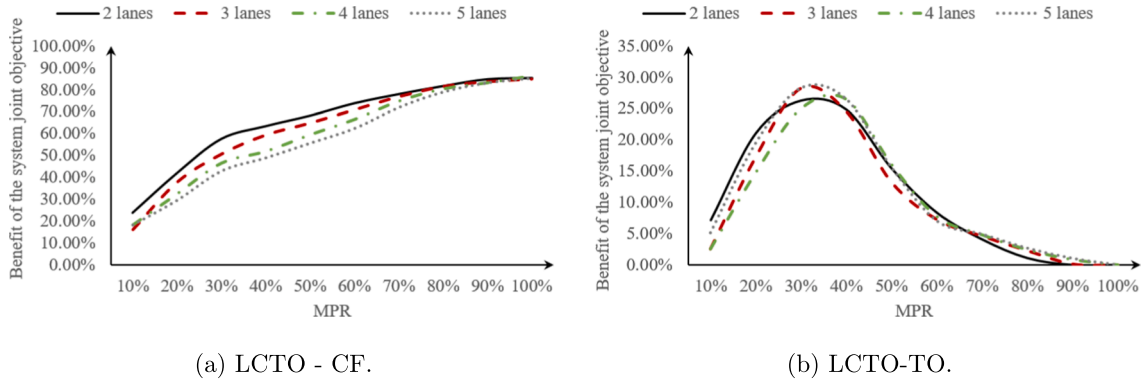 2 lanes 3 lanes 4 lanes 5 lanes
Benefit of the system joint objective
100.00%
90.00%
80.00%
70.00%
60.00%
50.00%
40.00%
30.00%
20.00%
10.00%
0.00%
10% 20% 30% 40% 50% 60% 70% 80% 90% 100%
MPR
(a) LCTO - CF.
2 lanes 3 lanes 4 lanes 5 lanes
Benefit of the system joint objective
35.00%
30.00%
25.00%
20.00%
15.00%
10.00%
5.00%
0.00%
10% 20% 30% 40% 50% 60% 70% 80% 90% 100%
MPR
(b) LCTO-TO.